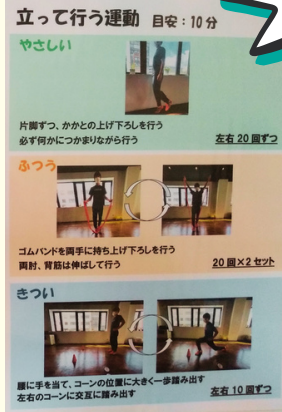 立って行う運動 目安：10分
やさしい
片脚ずつ、かかとの上げ下ろしを行う
必ず何かにつかまりながら行う
左右 20 回ずつ
ふつう
ゴムバンドを両手に持ち上げ下ろしを行う
両肘、背筋は伸ばして行う
20 回×2 セット
きつい
腰に手を当て、コーンの位置に大きく一歩踏み出す
左右のコーンに交互に踏み出す
左右 10 回ずつ